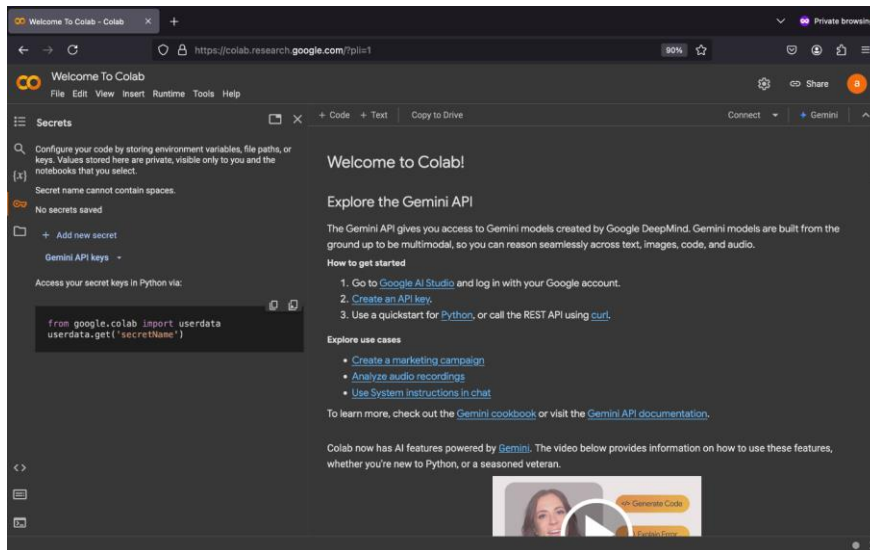 Welcome To Colab - Colab
Private browsing
https://colab.research.google.com/?pli=1
90%
Welcome To Colab
File Edit View Insert Runtime Tools Help
Share
a
Secrets
Configure your code by storing environment variables, file paths, or
keys. Values stored here are private, visible only to you and the
notebooks that you select.
Secret name cannot contain spaces.
No secrets saved
+ Add new secret
Gemini API keys
Access your secret keys in Python via:
from google.colab import userdata
userdata.get('secretName')
+ Code + Text Copy to Drive
Connect
Gemini
Welcome to Colab!
Explore the Gemini API
The Gemini API gives you access to Gemini models created by Google DeepMind. Gemini models are built from the
ground up to be multimodal, so you can reason seamlessly across text, images, code, and audio.
How to get started
1. Go to Google AI Studio and log in with your Google account.
2. Create an API key.
3. Use a quickstart for Python, or call the REST API using curl.
Explore use cases
• Create a marketing campaign
• Analyze audio recordings
• Use System instructions in chat
To learn more, check out the Gemini cookbook or visit the Gemini API documentation.
Colab now has AI features powered by Gemini. The video below provides information on how to use these features,
whether you're new to Python, or a seasoned veteran.
</> Generate Code
Explain Error